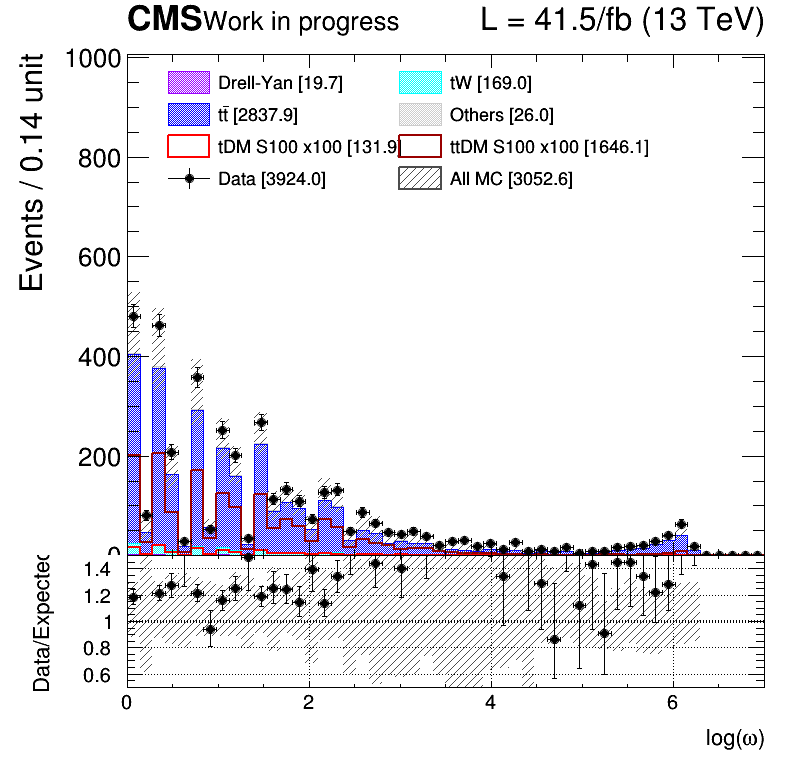 CMS Work in progress L = 41.5/fb (13 TeV)
Events / 0.14 unit
1000
800
600
400
200
0
Drell-Yan [19.7] tW [169.0]
tt̄ [2837.9] Others [26.0]
tDM S100 x100 [131.9] ttDM S100 x100 [1646.1]
Data [3924.0] All MC [3052.6]
Data/Expected
1.4
1.2
1
0.8
0.6
0 2 4 6
log(ω)